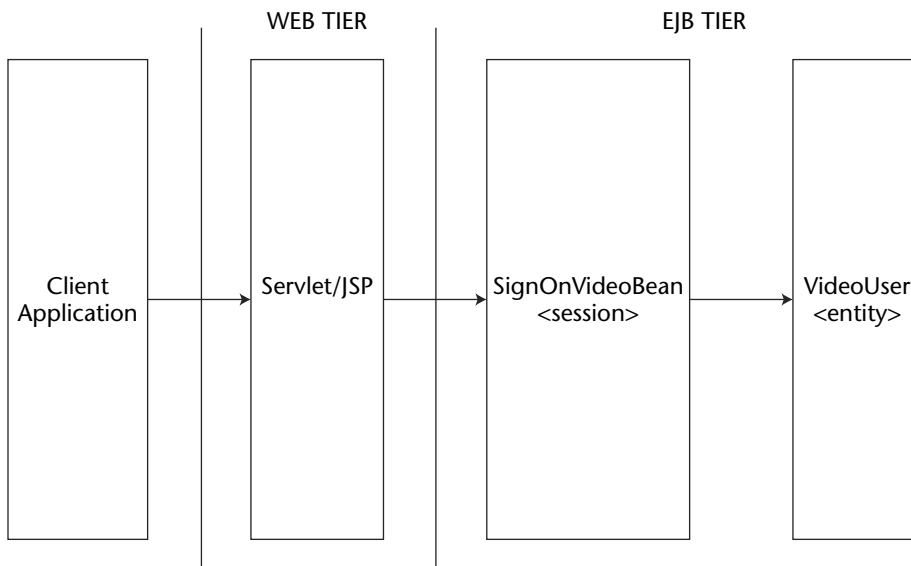 WEB TIER
EJB TIER
Client
Application
Servlet/JSP
SignOnVideoBean
<session>
VideoUser
<entity>